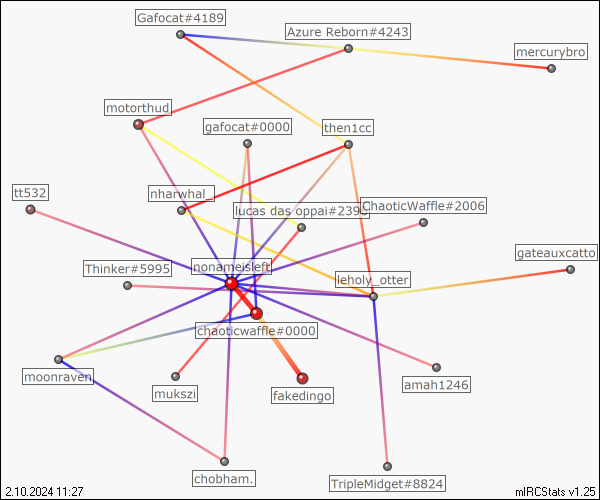 Gafocat#4189
Azure Reborn#4243
mercurybro
motorthud
gafocat#0000
then1cc
tt532
nharwhal_
lucas das oppai#239
ChaoticWaffle#2006
Thinker#5995
nonameisleft
leholy_otter
gateauxcatto
chaoticwaffle#0000
moonraven
mukszi
fakedingo
amah1246
chobham.
TripleMidget#8824
2.10.2024 11:27
mIRCStats v1.25